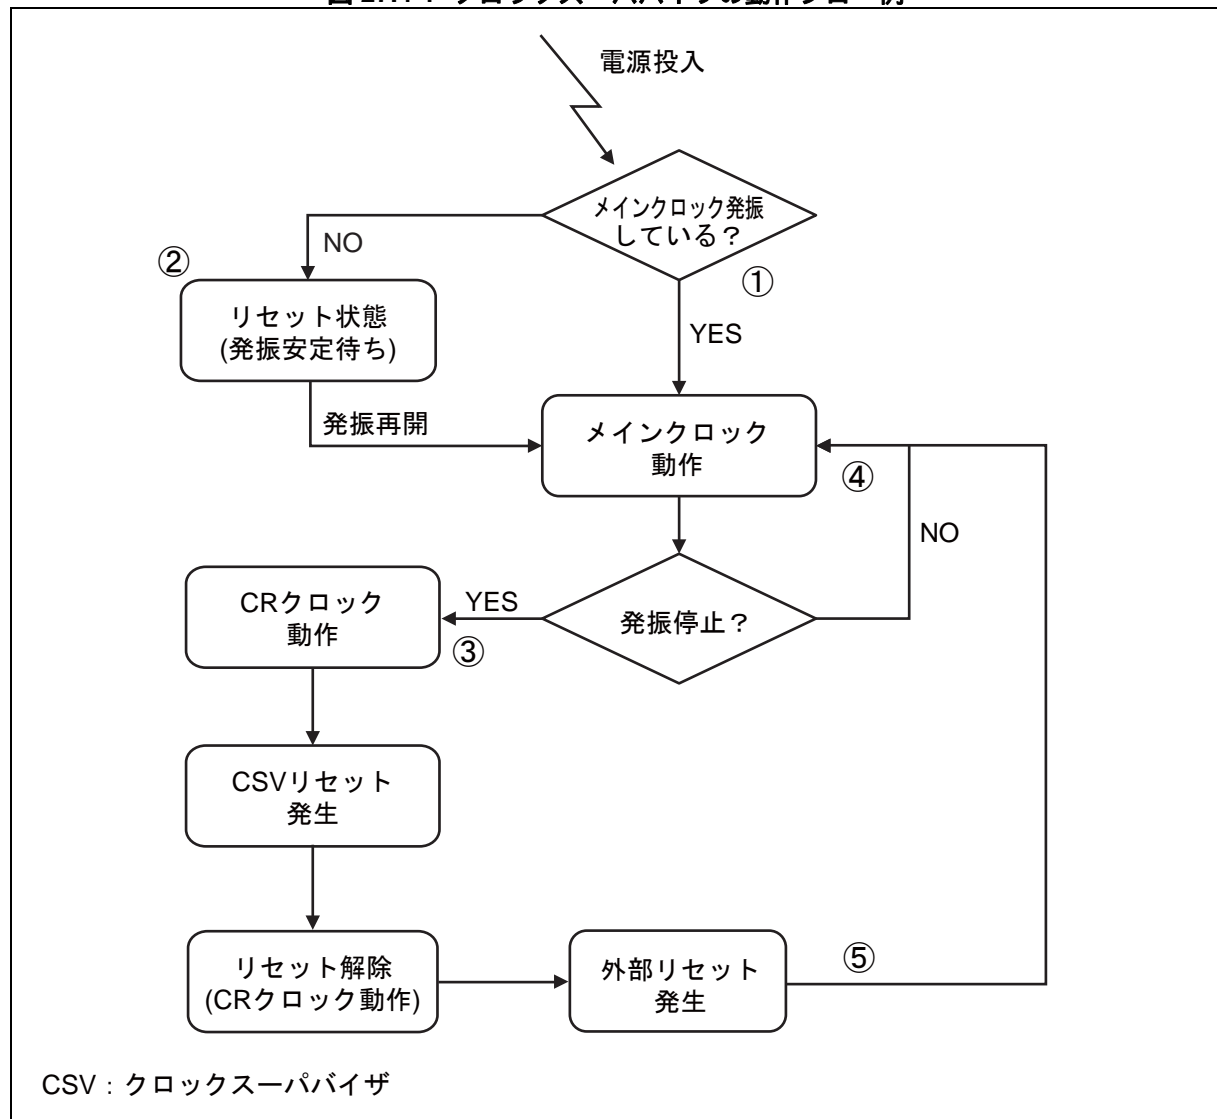 電源投入
メインクロック発振
している？
①
NO
②
YES
リセット状態
(発振安定待ち)
発振再開
メインクロック
動作
④
NO
CRクロック
動作
YES
③
発振停止？
CSVリセット
発生
リセット解除
(CRクロック動作)
外部リセット
発生
⑤
CSV：クロックスーパバイザ